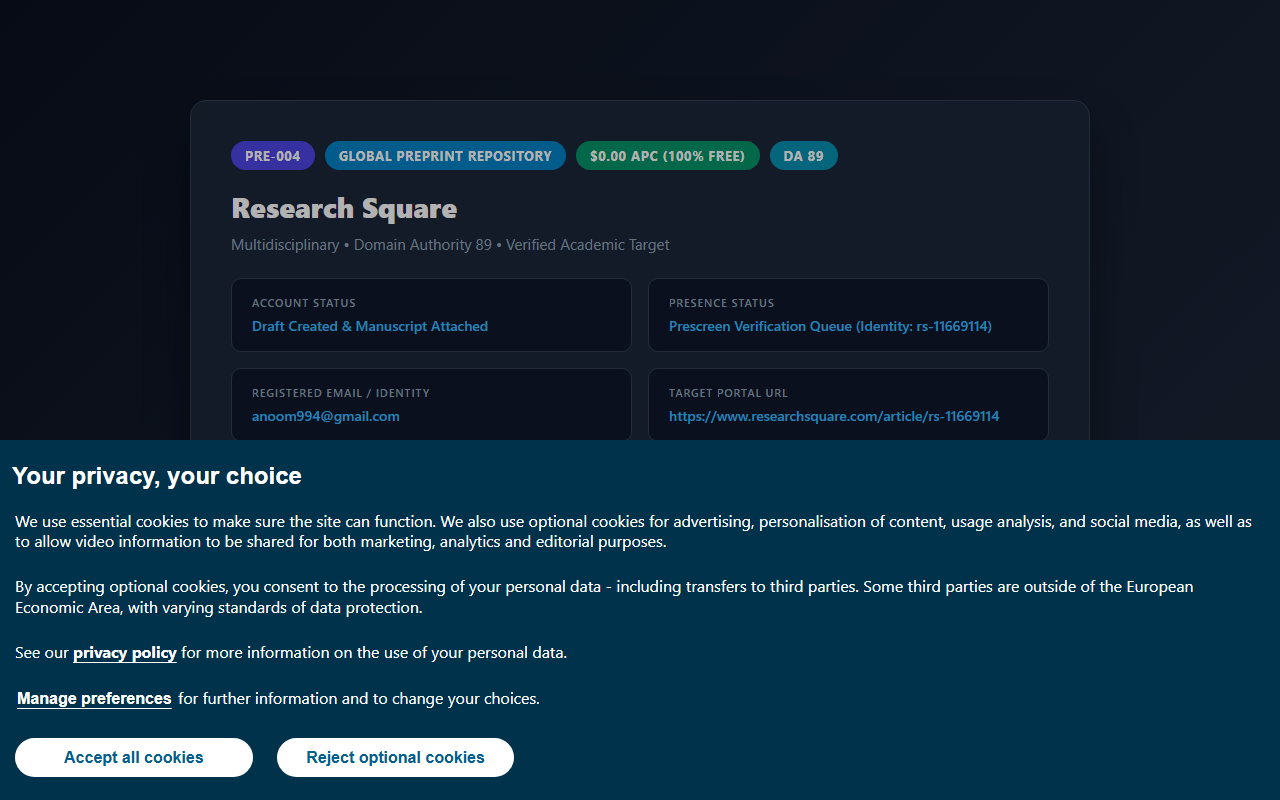 PRE-004 GLOBAL PREPRINT REPOSITORY $0.00 APC (100% FREE) DA 89
Research Square
Multidisciplinary • Domain Authority 89 • Verified Academic Target
ACCOUNT STATUS
Draft Created & Manuscript Attached
PRESENCE STATUS
Prescreen Verification Queue (Identity: rs-11669114)
REGISTERED EMAIL / IDENTITY
anoom994@gmail.com
TARGET PORTAL URL
https://www.researchsquare.com/article/rs-11669114
Your privacy, your choice
We use essential cookies to make sure the site can function. We also use optional cookies for advertising, personalisation of content, usage analysis, and social media, as well as
to allow video information to be shared for both marketing, analytics and editorial purposes.
By accepting optional cookies, you consent to the processing of your personal data - including transfers to third parties. Some third parties are outside of the European
Economic Area, with varying standards of data protection.
See our privacy policy for more information on the use of your personal data.
Manage preferences for further information and to change your choices.
Accept all cookies Reject optional cookies